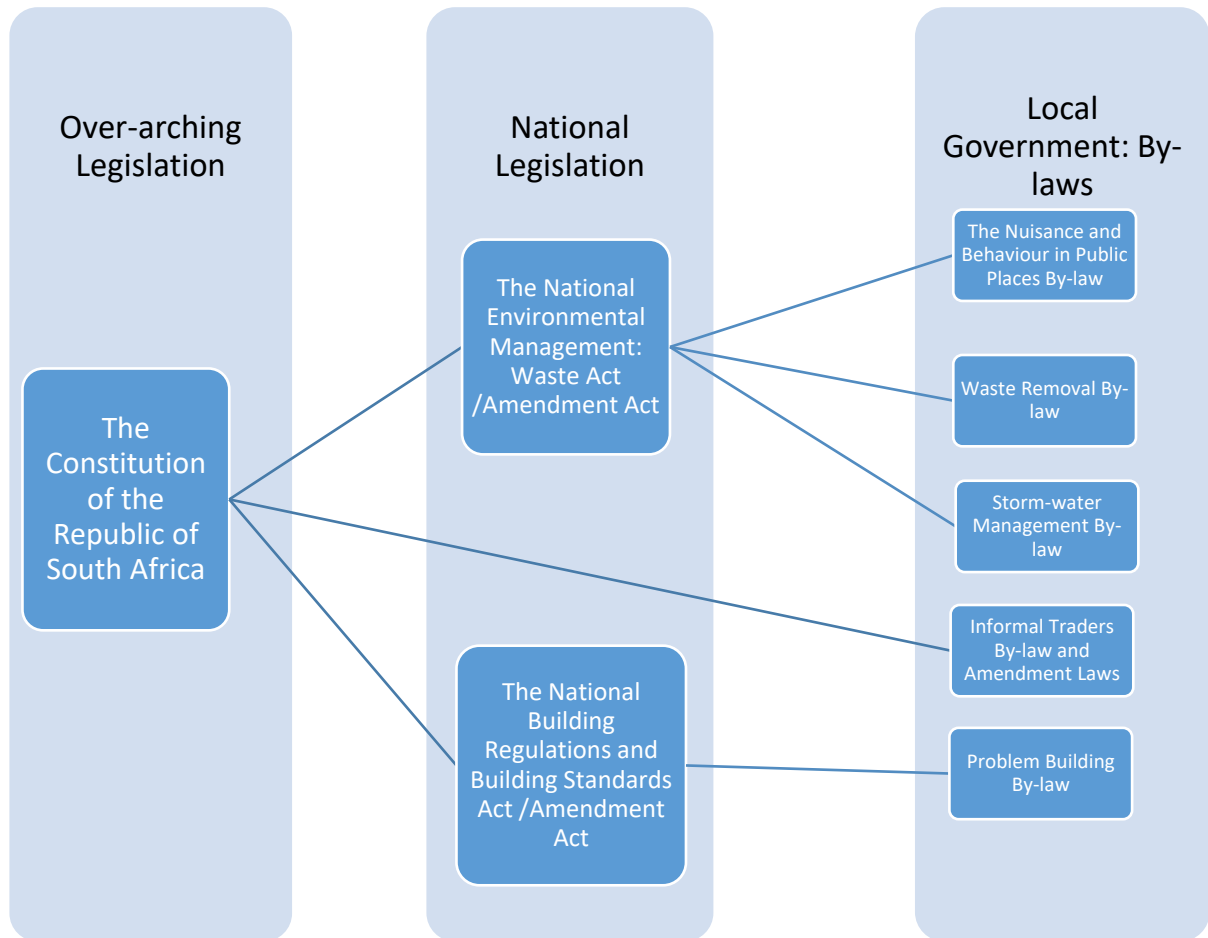 Over-arching
Legislation
The
Constitution
of the
Republic of
South Africa
National
Legislation
The National
Environmental
Management:
Waste Act
/Amendment Act
The National
Building
Regulations and
Building Standards
Act /Amendment
Act
Local
Government: By-
laws
The Nuisance and
Behaviour in Public
Places By-law
Waste Removal By-
law
Storm-water
Management By-
law
Informal Traders
By-law and
Amendment Laws
Problem Building
By-law